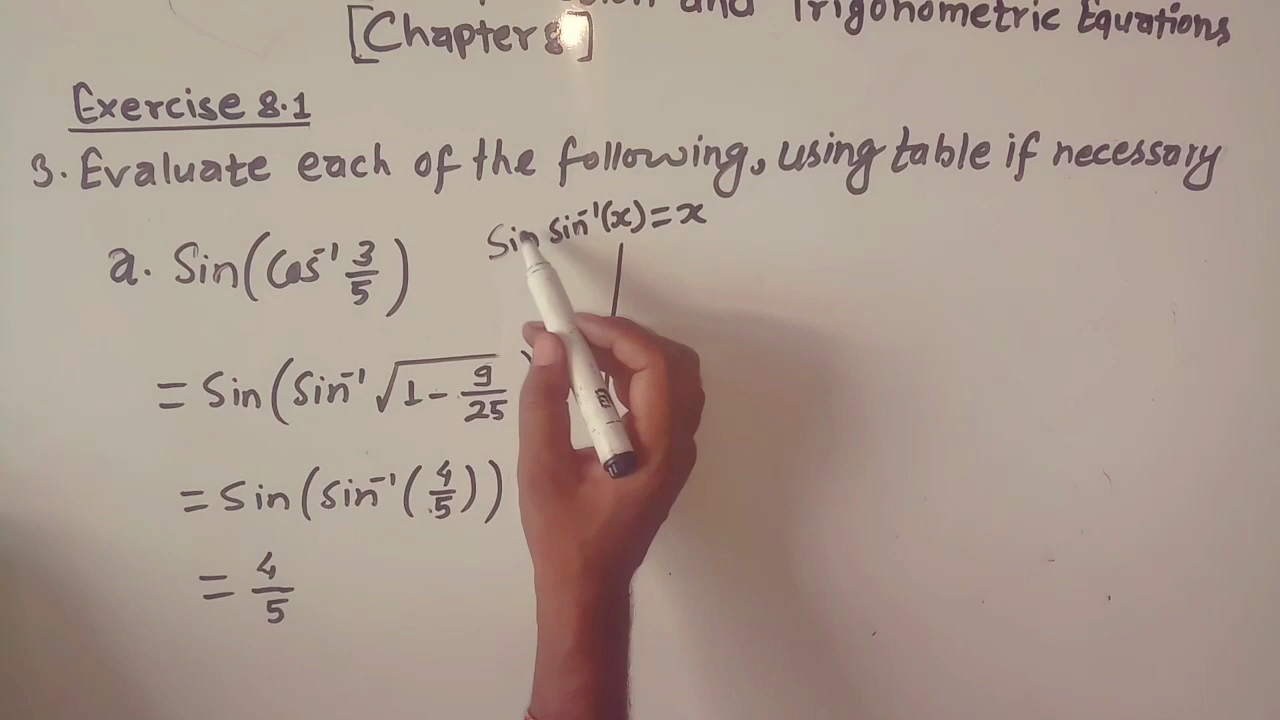 and Trigonometric Equations
[Chapter 8]
Exercise 8.1
3. Evaluate each of the following, using table if necessary
Sin sin⁻¹(x) = x
a. Sin(Cos⁻¹ 3/5)
= Sin(Sin⁻¹ √(1 - 9/25)
= Sin(Sin⁻¹(4/5))
= 4/5